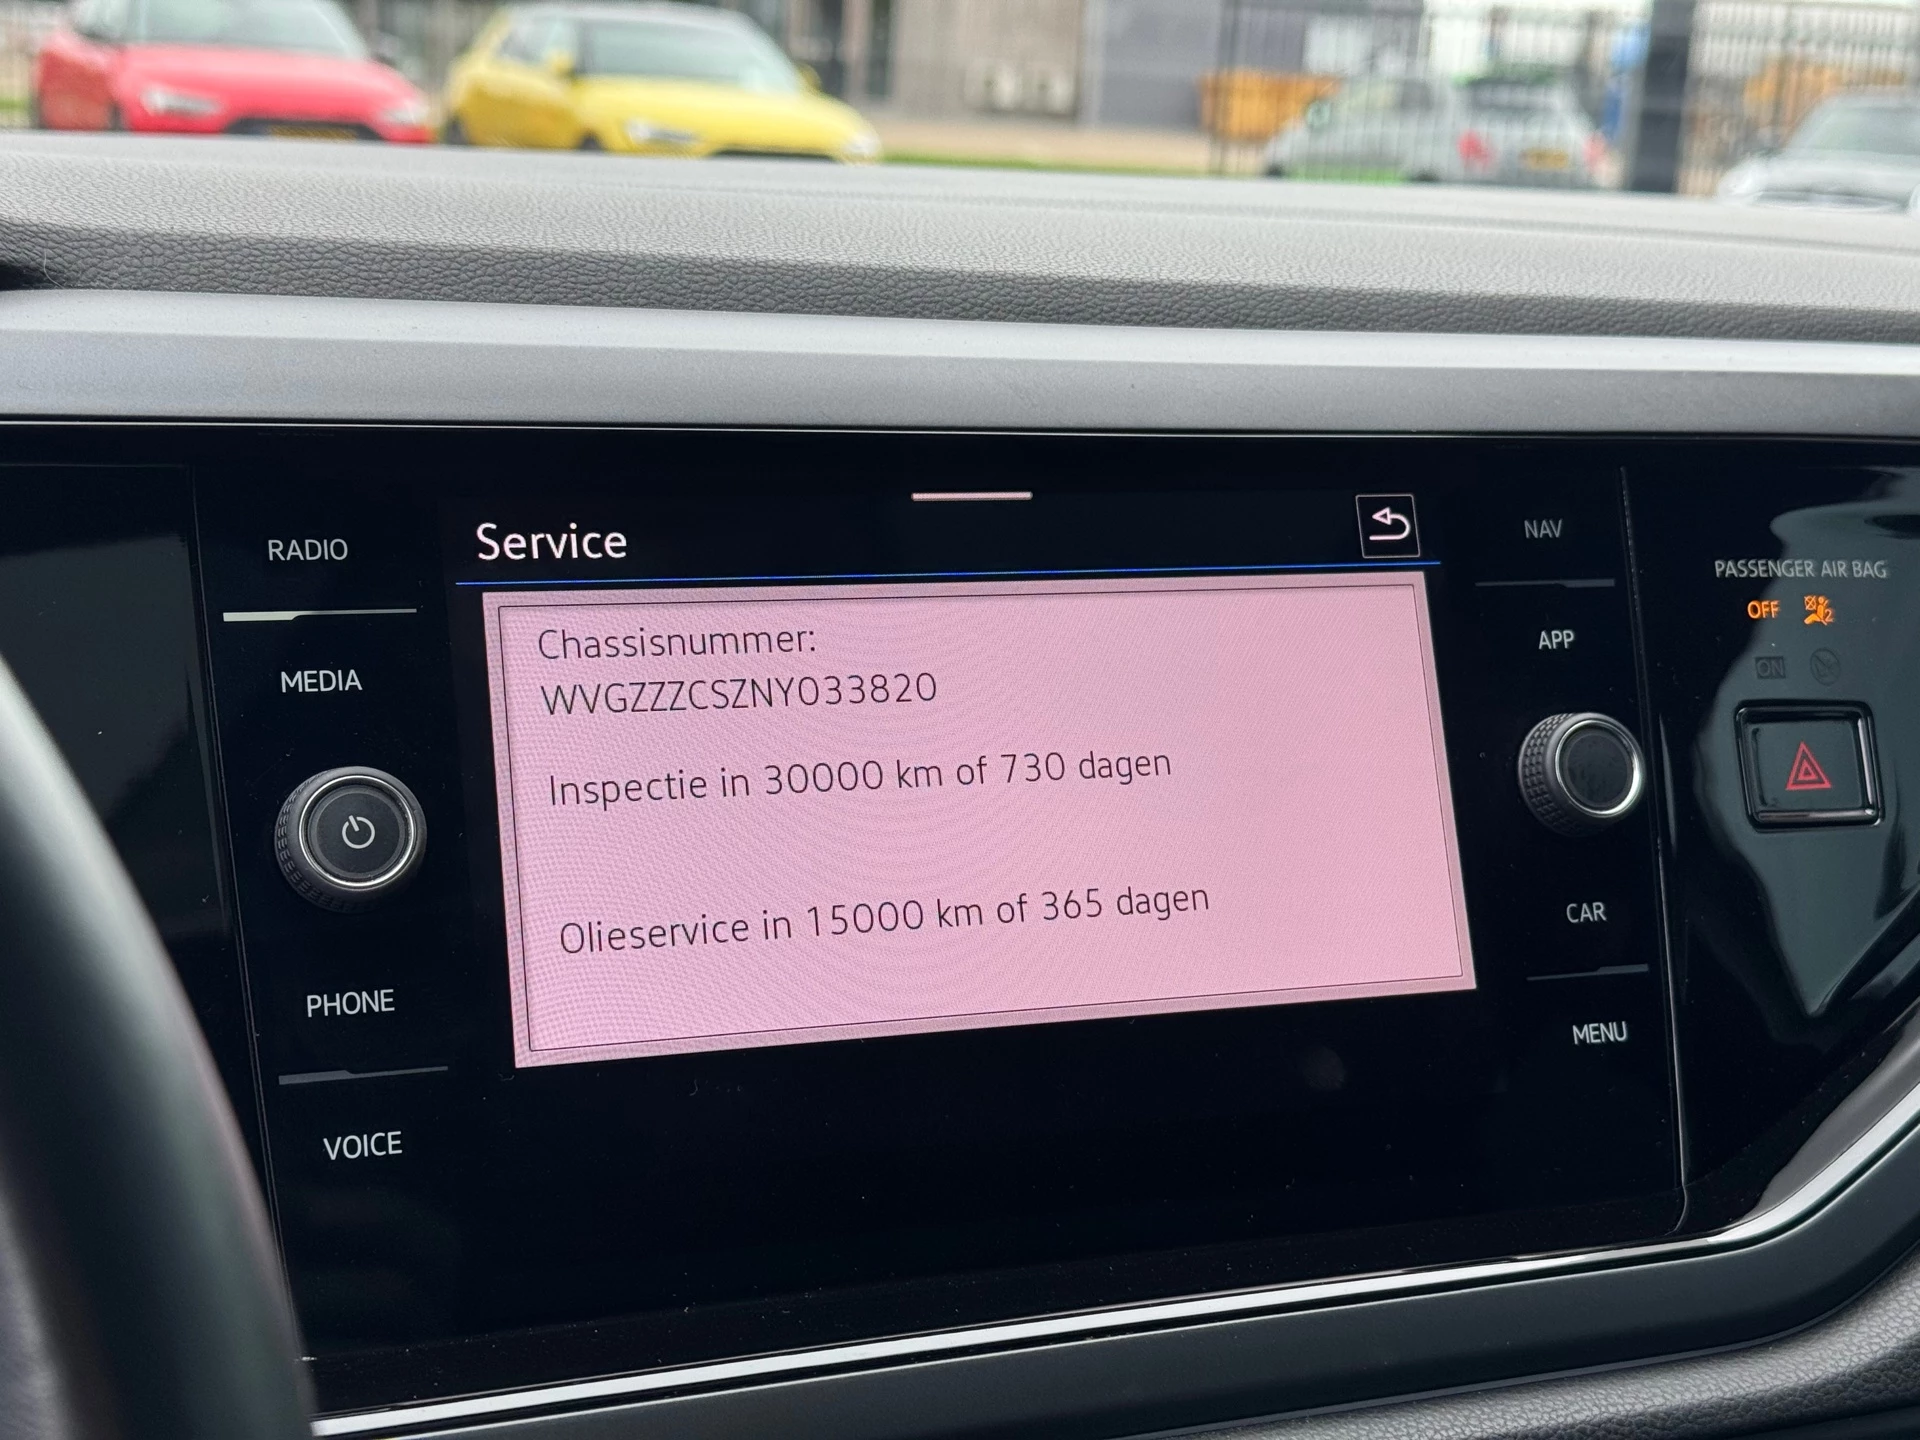 RADIO
MEDIA
PHONE
VOICE
Service
Chassisnummer:
WVGZZZCSZNY033820
Inspectie in 30000 km of 730 dagen
Olieservice in 15000 km of 365 dagen
NAV
APP
CAR
MENU
PASSENGER AIR BAG
OFF
ON